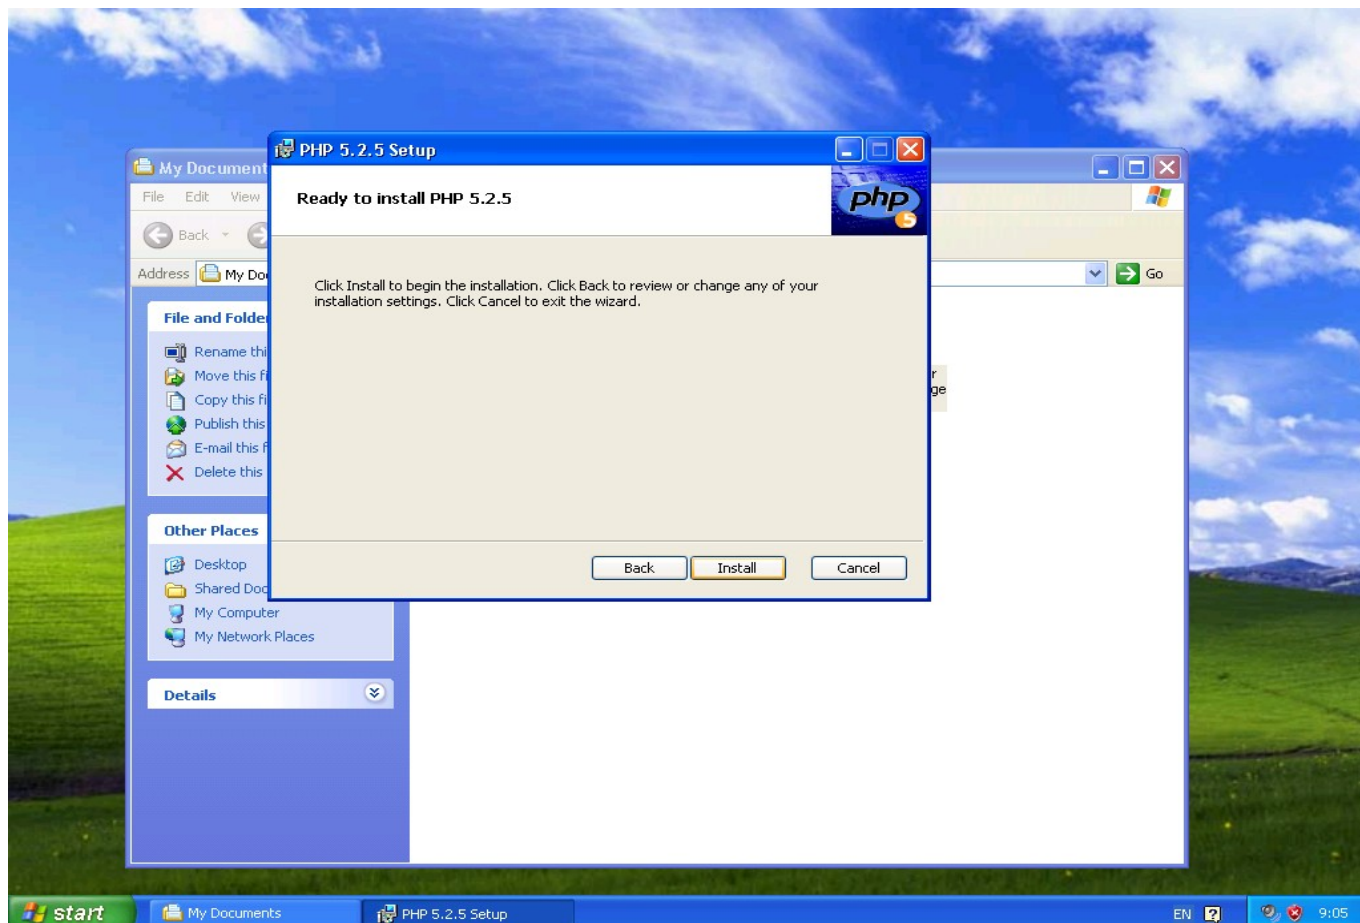 PHP 5.2.5 Setup
My Document
File Edit View
Ready to install PHP 5.2.5
php
5
Back
Address My Do
Go
Click Install to begin the installation. Click Back to review or change any of your
installation settings. Click Cancel to exit the wizard.
File and Folde
Rename thi
Move this fi
Copy this fi
Publish this
E-mail this f
Delete this
r
ge
Other Places
Desktop
Shared Doc
My Computer
My Network Places
Back Install Cancel
Details
start My Documents PHP 5.2.5 Setup EN 9:05